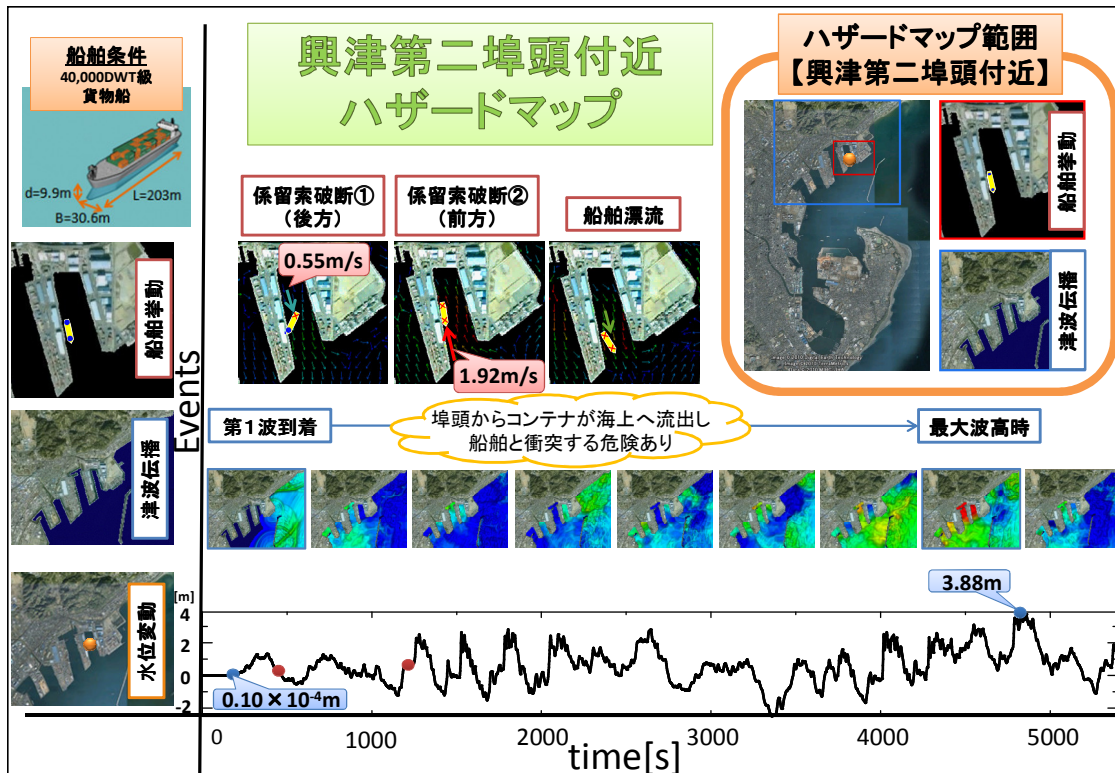 船舶条件
40,000DWT級
貨物船
d=9.9m
L=203m
B=30.6m
興津第二埠頭付近
ハザードマップ
ハザードマップ範囲
【興津第二埠頭付近】
船舶挙動
津波伝播
係留索破断①
(後方)
係留索破断②
(前方)
船舶漂流
0.55m/s
1.92m/s
船舶挙動
Events
第1波到着
埠頭からコンテナが海上へ流出し
船舶と衝突する危険あり
最大波高時
津波伝播
水位変動
[m]
4
2
0
-2
3.88m
0.10×10-4m
0
1000
2000
3000
4000
5000
time[s]